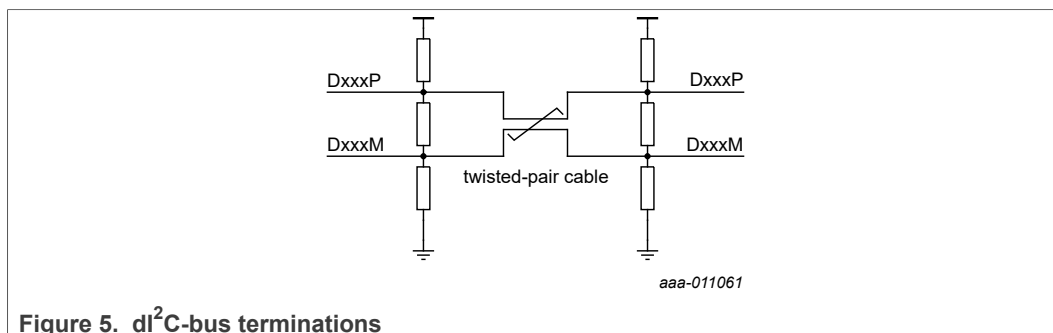 DxxxP DxxxP
DxxxM DxxxM
twisted-pair cable
aaa-011061
Figure 5. dI²C-bus terminations